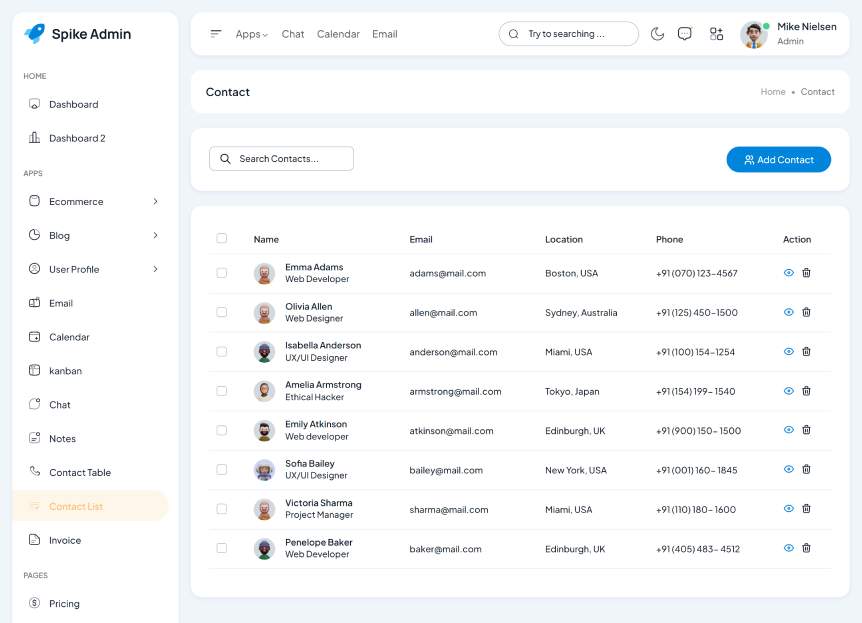 Spike Admin
Apps Chat Calendar Email
Try to searching ...
Mike Nielsen
Admin
HOME
Dashboard
Dashboard 2
APPS
Ecommerce
Blog
User Profile
Email
Calendar
kanban
Chat
Notes
Contact Table
Contact List
Invoice
PAGES
Pricing
Contact
Home • Contact
Search Contacts...
Add Contact
Name Email Location Phone Action
Emma Adams
Web Developer
adams@mail.com Boston, USA +91 (070) 123-4567
Olivia Allen
Web Designer
allen@mail.com Sydney, Australia +91 (125) 450-1500
Isabella Anderson
UX/UI Designer
anderson@mail.com Miami, USA +91 (100) 154-1254
Amelia Armstrong
Ethical Hacker
armstrong@mail.com Tokyo, Japan +91 (154) 199- 1540
Emily Atkinson
Web developer
atkinson@mail.com Edinburgh, UK +91 (900) 150- 1500
Sofia Bailey
UX/UI Designer
bailey@mail.com New York, USA +91 (001) 160- 1845
Victoria Sharma
Project Manager
sharma@mail.com Miami, USA +91 (110) 180- 1600
Penelope Baker
Web Developer
baker@mail.com Edinburgh, UK +91 (405) 483- 4512